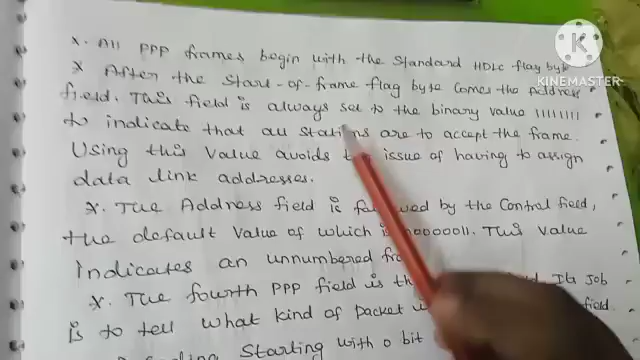 x. All PPP frames begin with the standard HDLC flag byte
x After the start-of-frame flag byte comes the Address
field. This field is always set to the binary value 11111111
to indicate that all stations are to accept the frame.
Using this value avoids issue of having to assign
data link addresses.
x. The Address field is by the Control field,
the default value of which is 00000011. This value
indicates an unnumbered
x. The fourth PPP field is Its job
is to tell what kind of packet field
starting with 0 bit
KINEMASTER